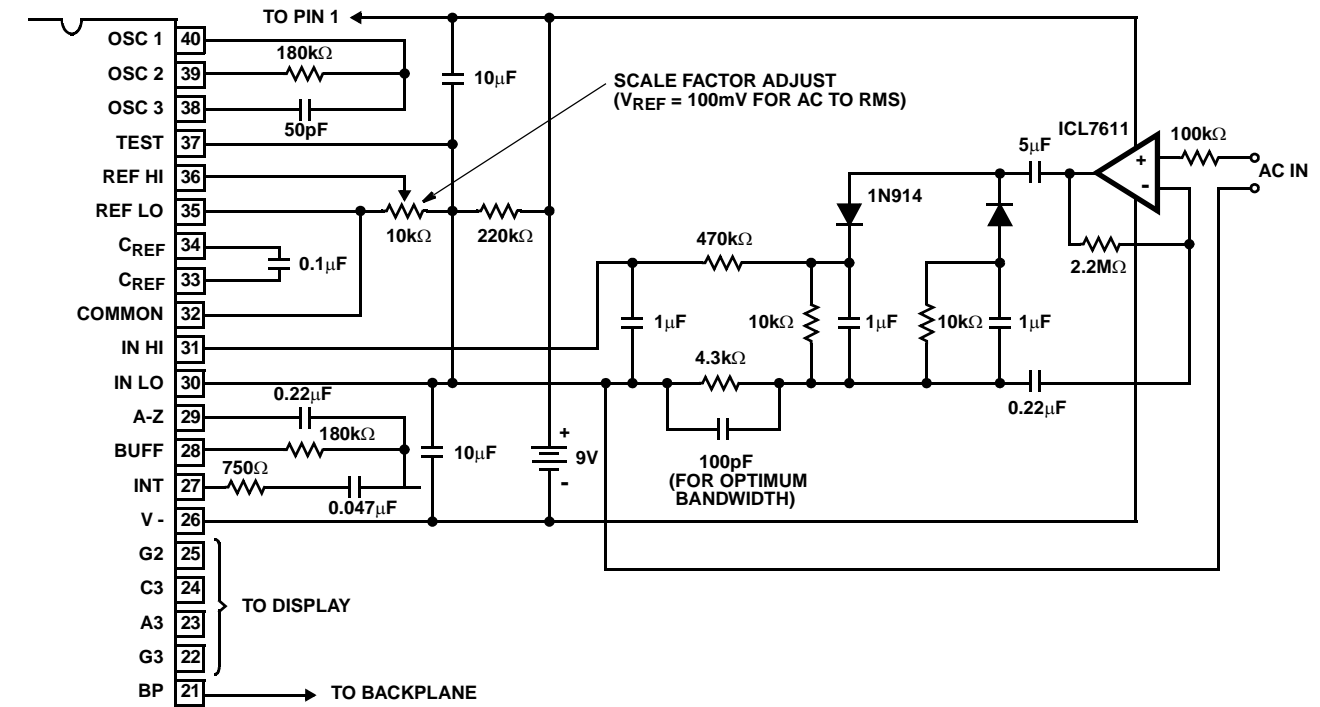 TO PIN 1
OSC 1 40
180kΩ
OSC 2 39
10μF
OSC 3 38
50pF
TEST 37
REF HI 36
REF LO 35
10kΩ
220kΩ
SCALE FACTOR ADJUST
(VREF = 100mV FOR AC TO RMS)
CREF 34
0.1μF
CREF 33
COMMON 32
IN HI 31
IN LO 30
0.22μF
A-Z 29
180kΩ
BUFF 28
750Ω
INT 27
0.047μF
10μF
+
9V
-
V - 26
G2 25
C3 24
A3 23
G3 22
TO DISPLAY
BP 21
TO BACKPLANE
ICL7611
5μF
+
-
100kΩ
AC IN
1N914
2.2MΩ
470kΩ
1μF
10kΩ
1μF
10kΩ
1μF
4.3kΩ
0.22μF
100pF
(FOR OPTIMUM
BANDWIDTH)